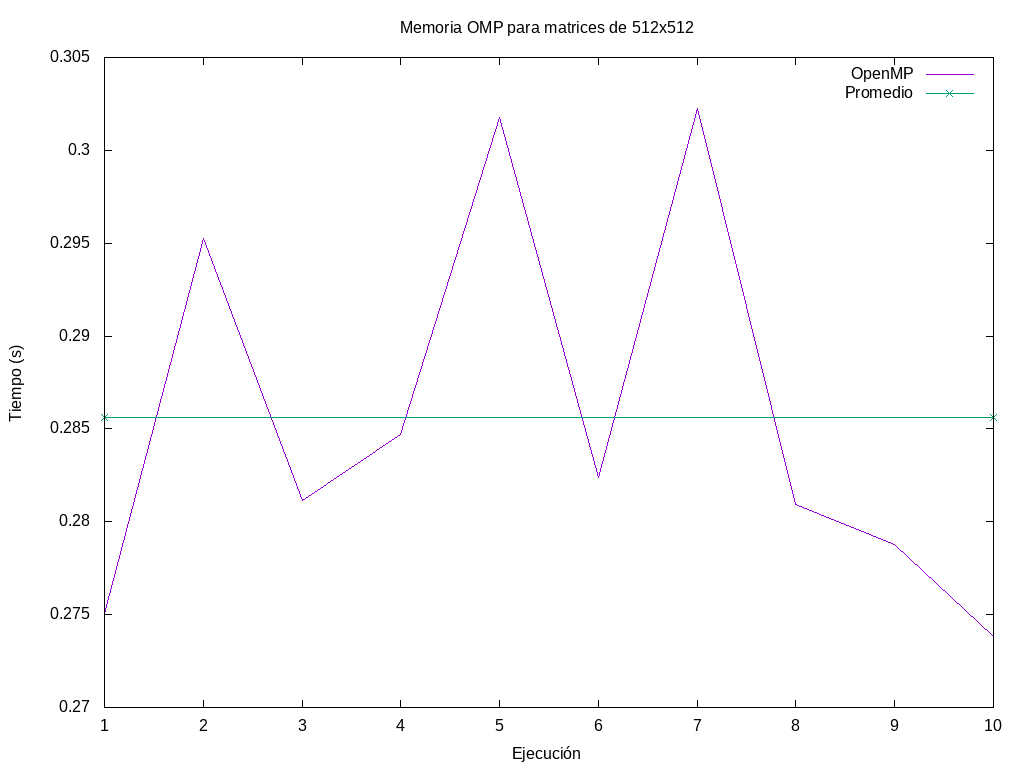 Memoria OMP para matrices de 512x512
OpenMP
Promedio
0.305
0.3
0.295
0.29
0.285
0.28
0.275
0.27
Tiempo (s)
1 2 3 4 5 6 7 8 9 10
Ejecución